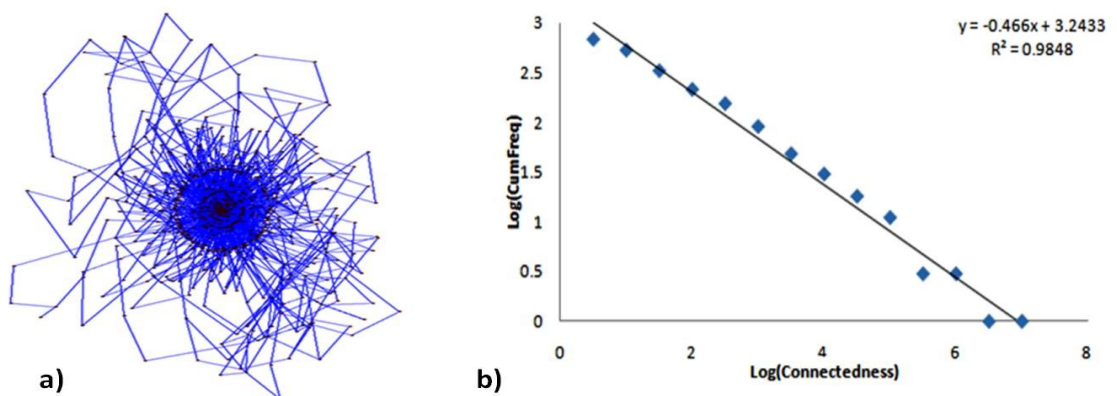 a)
b)
y = -0.466x + 3.2433
R² = 0.9848
Log(CumFreq)
3
2.5
2
1.5
1
0.5
0
0 2 4 6 8
Log(Connectedness)